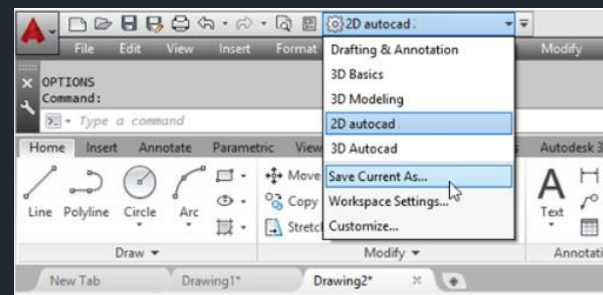 2D autocad
File Edit View Insert Format
Modify
Drafting & Annotation
3D Basics
3D Modeling
2D autocad
3D Autocad
Save Current As...
Workspace Settings...
Customize...
OPTIONS
Command:
Type a command
Home Insert Annotate Parametric View Autodesk 3
Move
Copy
Stretch
Line Polyline Circle Arc
Text
Draw Modify Annotati
New Tab Drawing1* Drawing2*